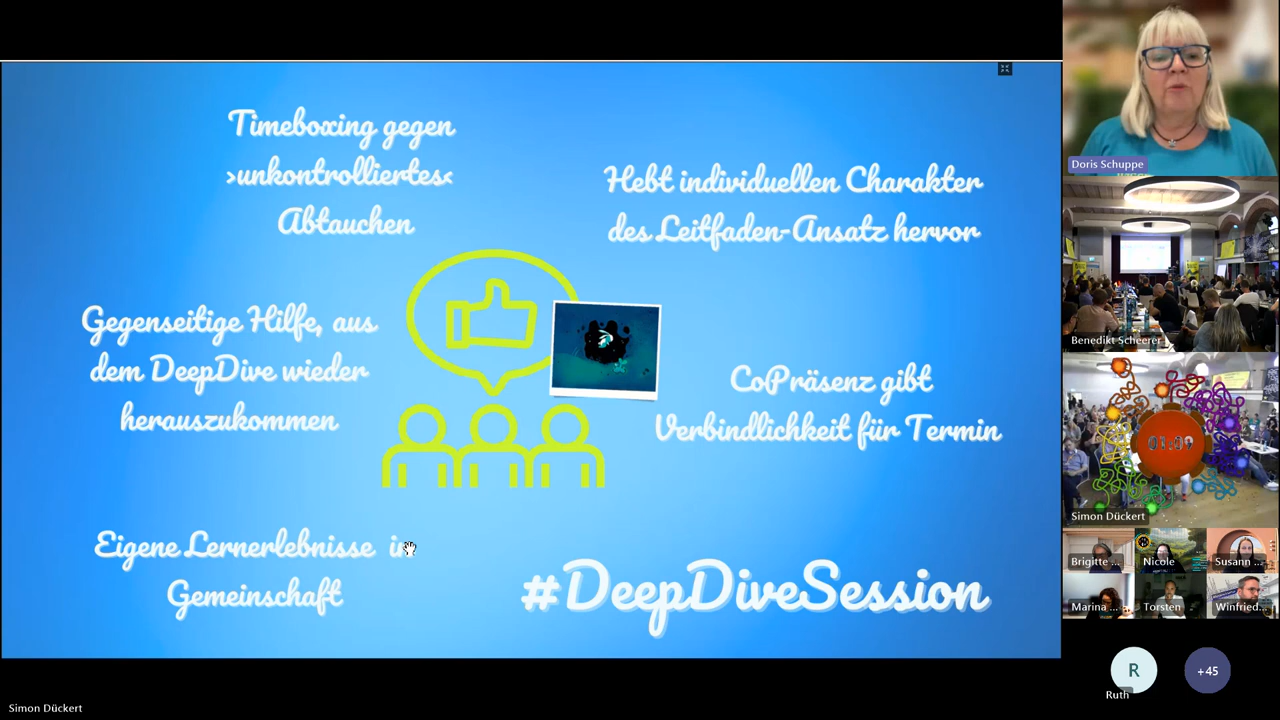 Timeboxing gegen
›unkontrolliertes‹
Abtauchen
Hebt individuellen Charakter
des Leitfaden-Ansatz hervor
Gegenseitige Hilfe, aus
dem DeepDive wieder
herauszukommen
CoPräsenz gibt
Verbindlichkeit für Termin
Eigene Lernerlebnisse in
Gemeinschaft
#DeepDiveSession
Doris Schuppe
Benedikt Scheerer
01:09
Simon Dückert
Brigitte ...
Nicole
Susann ...
Marina ...
Torsten
Winfried...
R
Ruth
+45
Simon Dückert